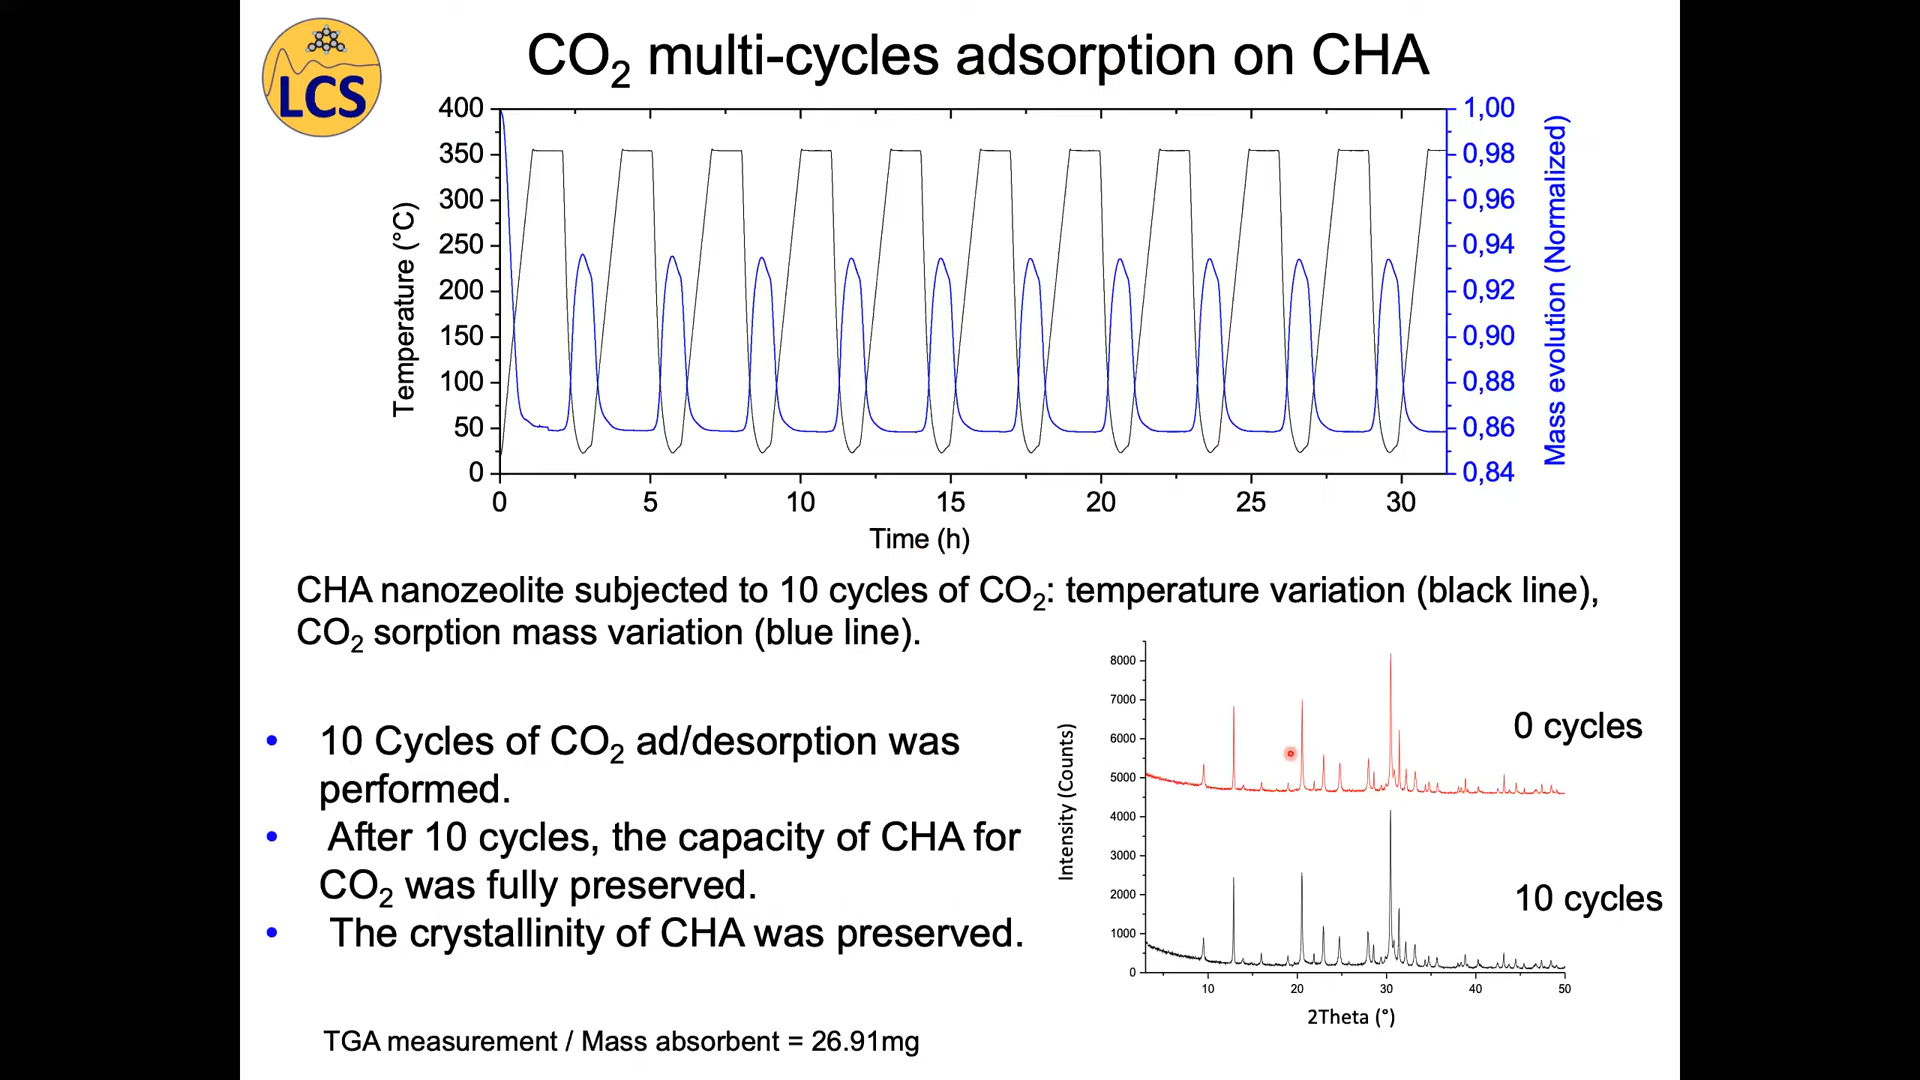 LCS
CO2 multi-cycles adsorption on CHA
400
350
300
250
200
150
100
50
0
Temperature (°C)
1,00
0,98
0,96
0,94
0,92
0,90
0,88
0,86
0,84
Mass evolution (Normalized)
0 5 10 15 20 25 30
Time (h)
CHA nanozeolite subjected to 10 cycles of CO2: temperature variation (black line),
CO2 sorption mass variation (blue line).
• 10 Cycles of CO2 ad/desorption was
performed.
• After 10 cycles, the capacity of CHA for
CO2 was fully preserved.
• The crystallinity of CHA was preserved.
TGA measurement / Mass absorbent = 26.91mg
8000
7000
6000
5000
4000
3000
2000
1000
0
Intensity (Counts)
0 cycles
10 cycles
10 20 30 40 50
2Theta (°)